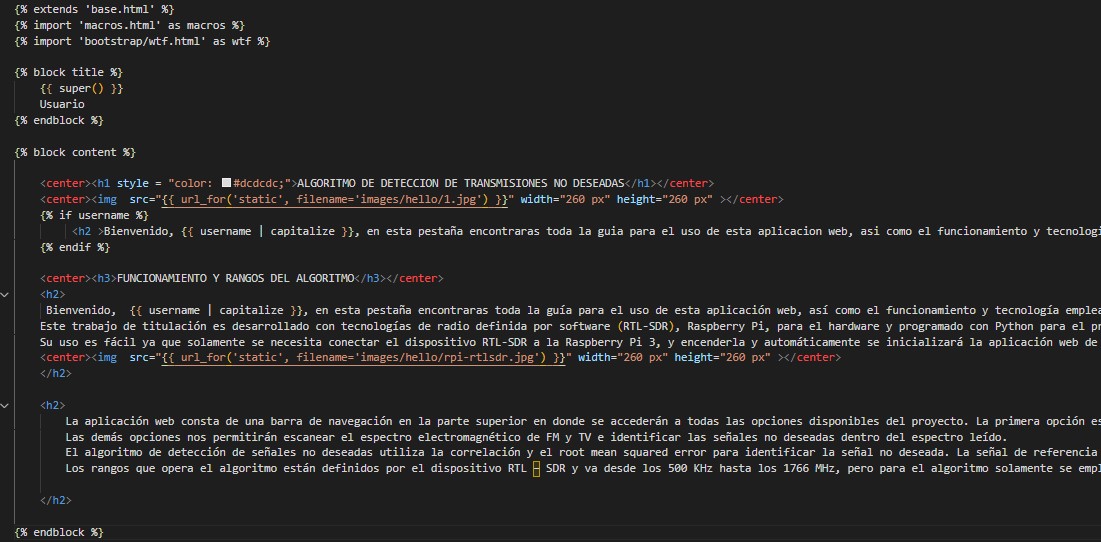 {% extends 'base.html' %}
{% import 'macros.html' as macros %}
{% import 'bootstrap/wtf.html' as wtf %}
{% block title %}
{{ super() }}
Usuario
{% endblock %}
{% block content %}
<center><h1 style = "color: #dcdcdc;">ALGORITMO DE DETECCION DE TRANSMISIONES NO DESEADAS</h1></center>
<center><img  src="{{ url_for('static', filename='images/hello/1.jpg') }}" width="260 px" height="260 px" ></center>
{% if username %}
<h2 >Bienvenido, {{ username | capitalize }}, en esta pestaña encontraras toda la guia para el uso de esta aplicacion web, asi como el funcionamiento y tecnologi
{% endif %}
<center><h3>FUNCIONAMIENTO Y RANGOS DEL ALGORITMO</h3></center>
<h2>
Bienvenido,  {{ username | capitalize }}, en esta pestaña encontraras toda la guía para el uso de esta aplicación web, así como el funcionamiento y tecnología emplea
Este trabajo de titulación es desarrollado con tecnologías de radio definida por software (RTL-SDR), Raspberry Pi, para el hardware y programado con Python para el pr
Su uso es fácil ya que solamente se necesita conectar el dispositivo RTL-SDR a la Raspberry Pi 3, y encenderla y automáticamente se inicializará la aplicación web de
<center><img  src="{{ url_for('static', filename='images/hello/rpi-rtlsdr.jpg') }}" width="260 px" height="260 px" ></center>
</h2>
<h2>
La aplicación web consta de una barra de navegación en la parte superior en donde se accederán a todas las opciones disponibles del proyecto. La primera opción es
Las demás opciones nos permitirán escanear el espectro electromagnético de FM y TV e identificar las señales no deseadas dentro del espectro leído.
El algoritmo de detección de señales no deseadas utiliza la correlación y el root mean squared error para identificar la señal no deseada. La señal de referencia
Los rangos que opera el algoritmo están definidos por el dispositivo RTL – SDR y va desde los 500 KHz hasta los 1766 MHz, pero para el algoritmo solamente se empl
</h2>
{% endblock %}